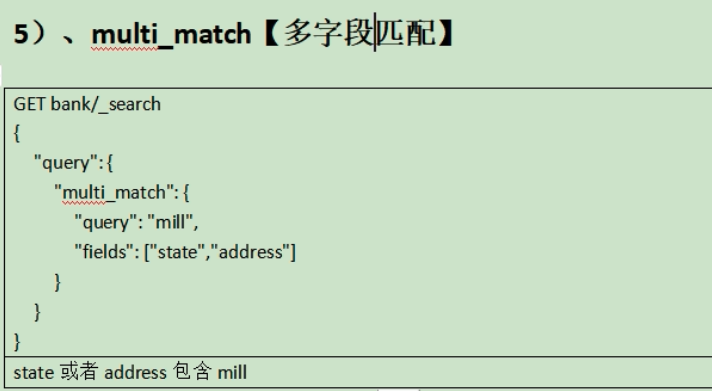 5）、multi_match【多字段匹配】
GET bank/_search
{
"query": {
"multi_match": {
"query": "mill",
"fields": ["state","address"]
}
}
}
state 或者 address 包含 mill